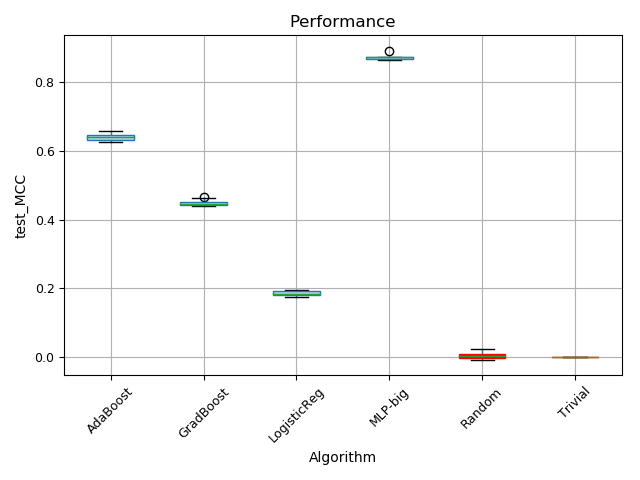 Performance
test_MCC
0.8
0.6
0.4
0.2
0.0
AdaBoost
GradBoost
LogisticReg
MLP-big
Random
Trivial
Algorithm